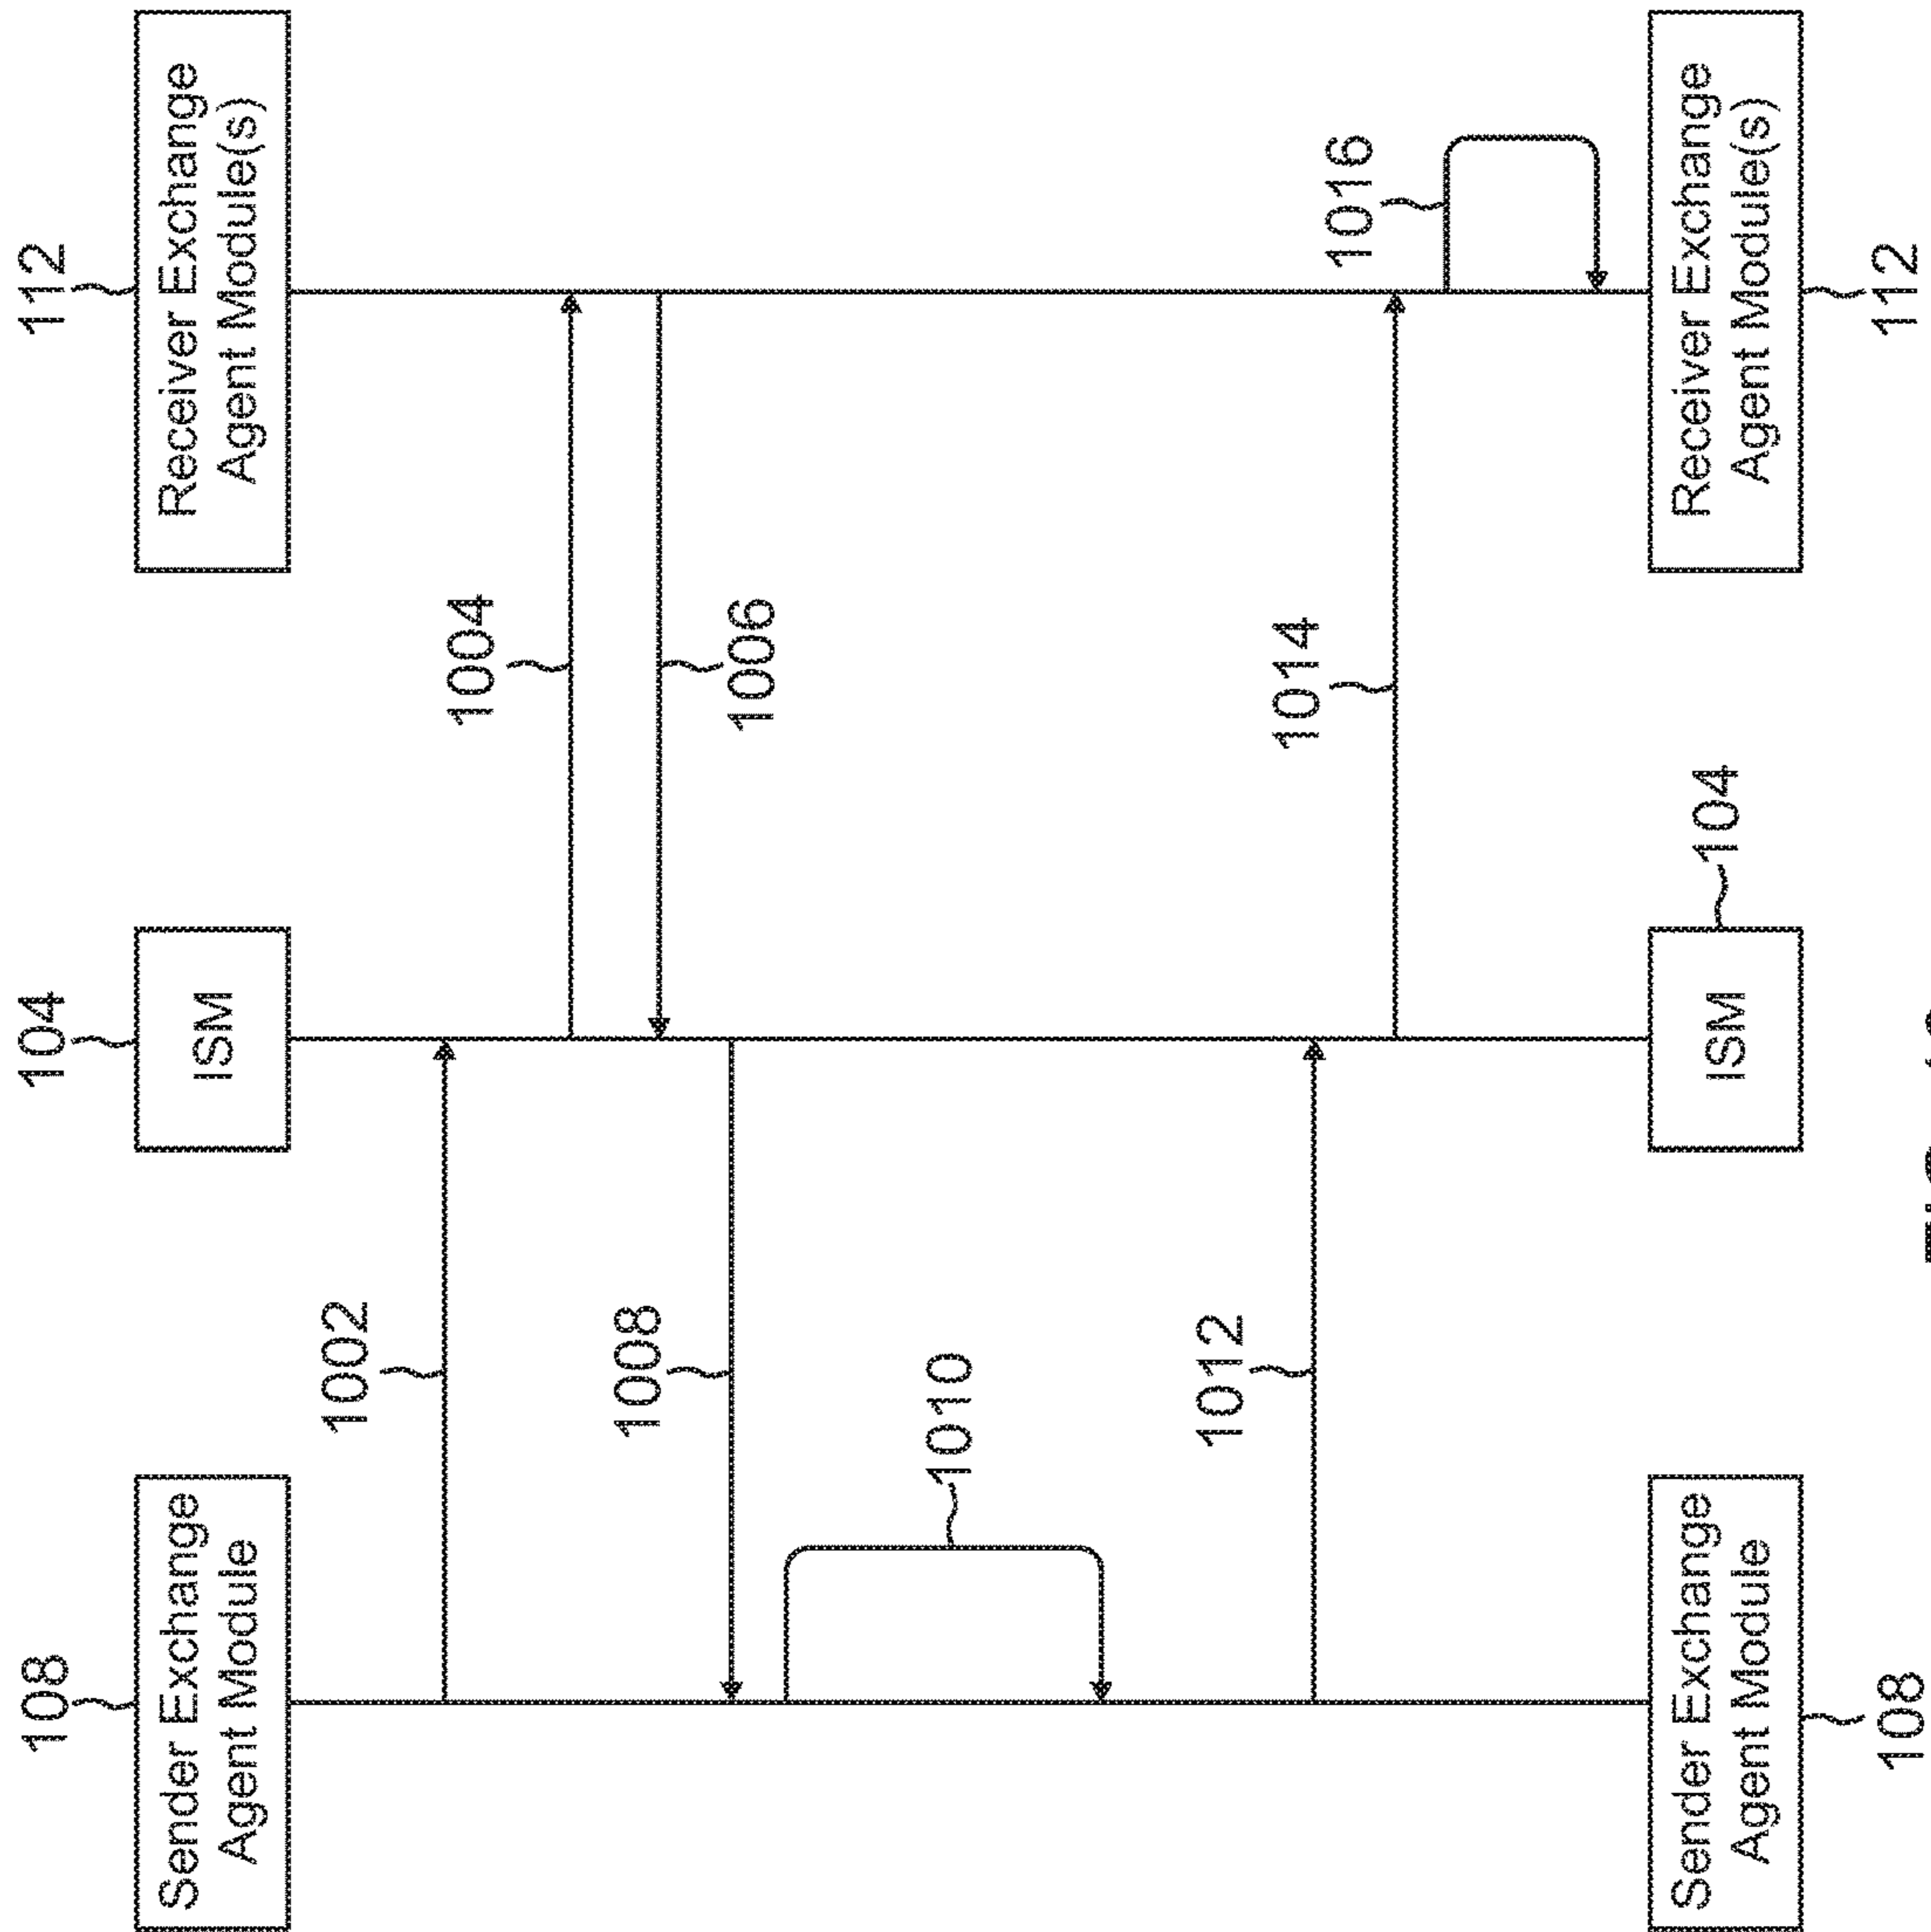 108
104
112
Sender Exchange
Agent Module
ISM
Receiver Exchange
Agent Module(s)
1002
1004
1006
1008
1010
1012
1014
1016
Sender Exchange
Agent Module
ISM
104
Receiver Exchange
Agent Module(s)
108
112